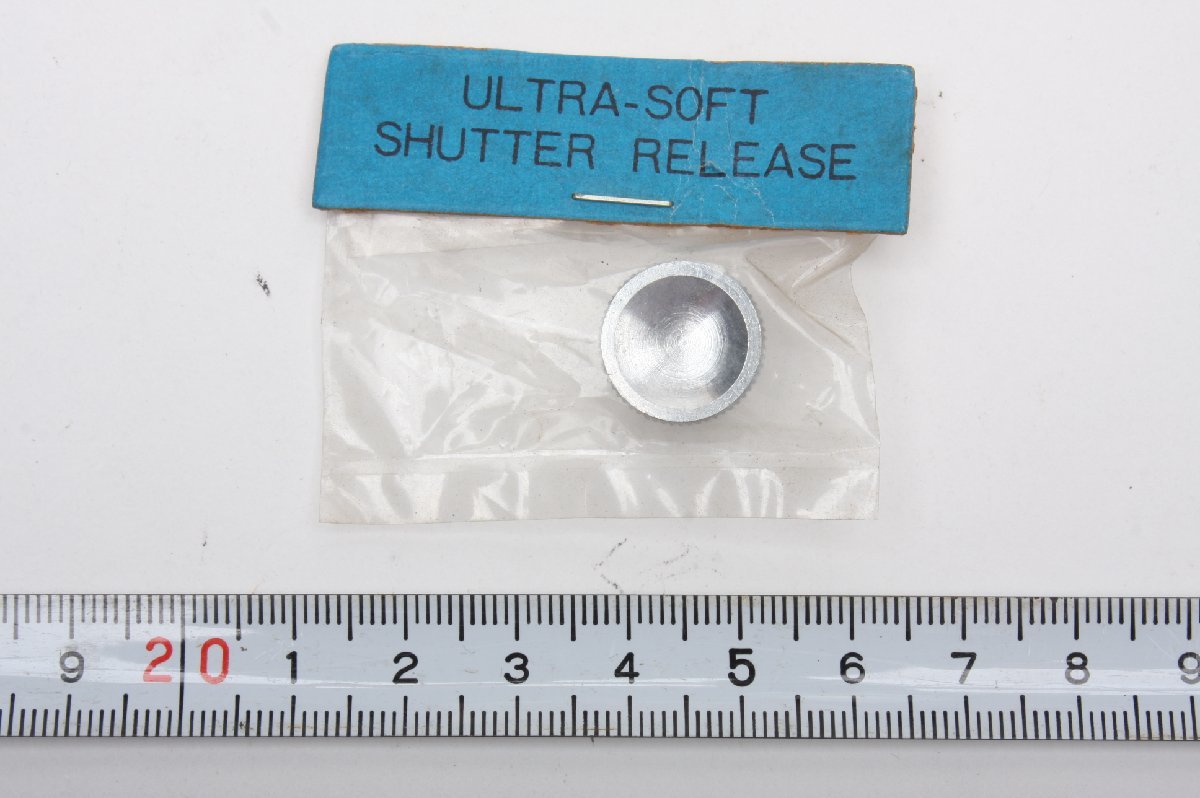 ULTRA-SOFT
SHUTTER RELEASE
9 20 1 2 3 4 5 6 7 8 9